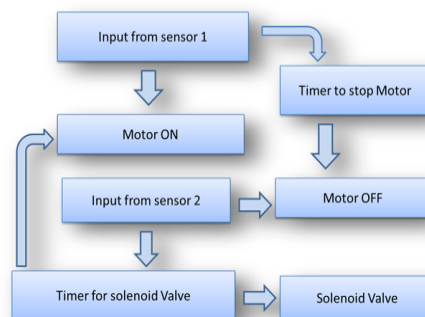 Input from sensor 1
Timer to stop Motor
Motor ON
Input from sensor 2
Motor OFF
Timer for solenoid Valve
Solenoid Valve